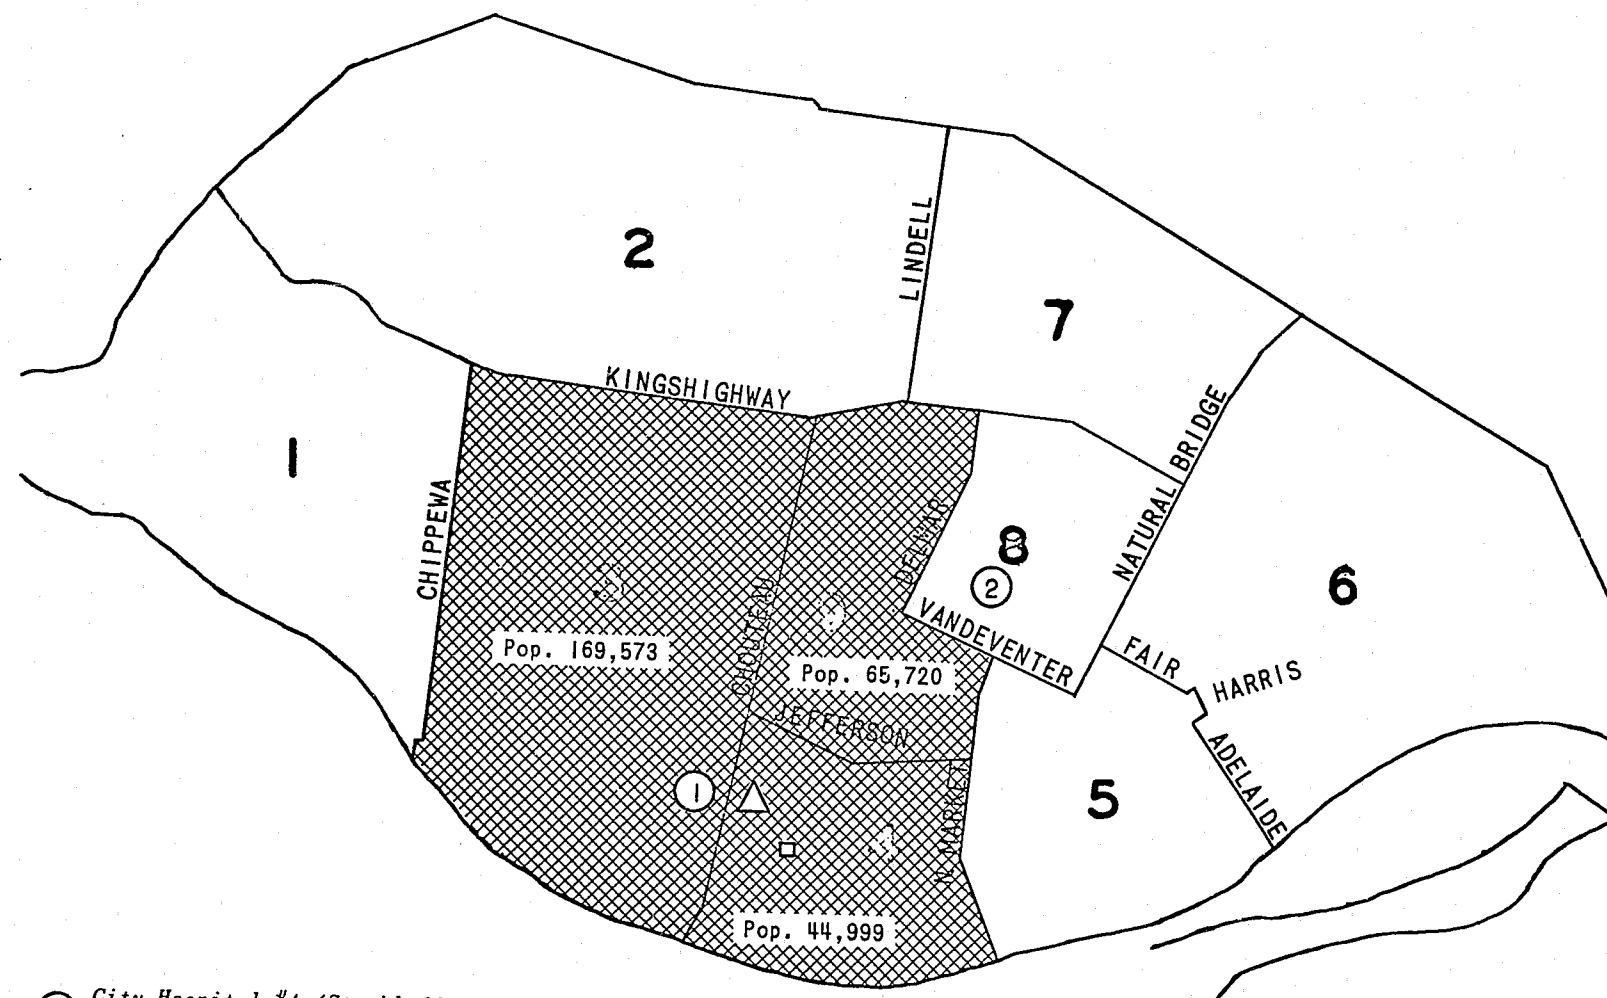 2
LINDELL
7
KINGSHIGHWAY
BRIDGE
NATURAL
1
CHIPPEWA
DELMAR
8
2
6
VANDEVENTER
CHOUTEAU
Pop. 169,573
Pop. 65,720
FAIR
HARRIS
JEFFERSON
ADELAIDE
1
N. MARKET
5
Pop. 44,999
City